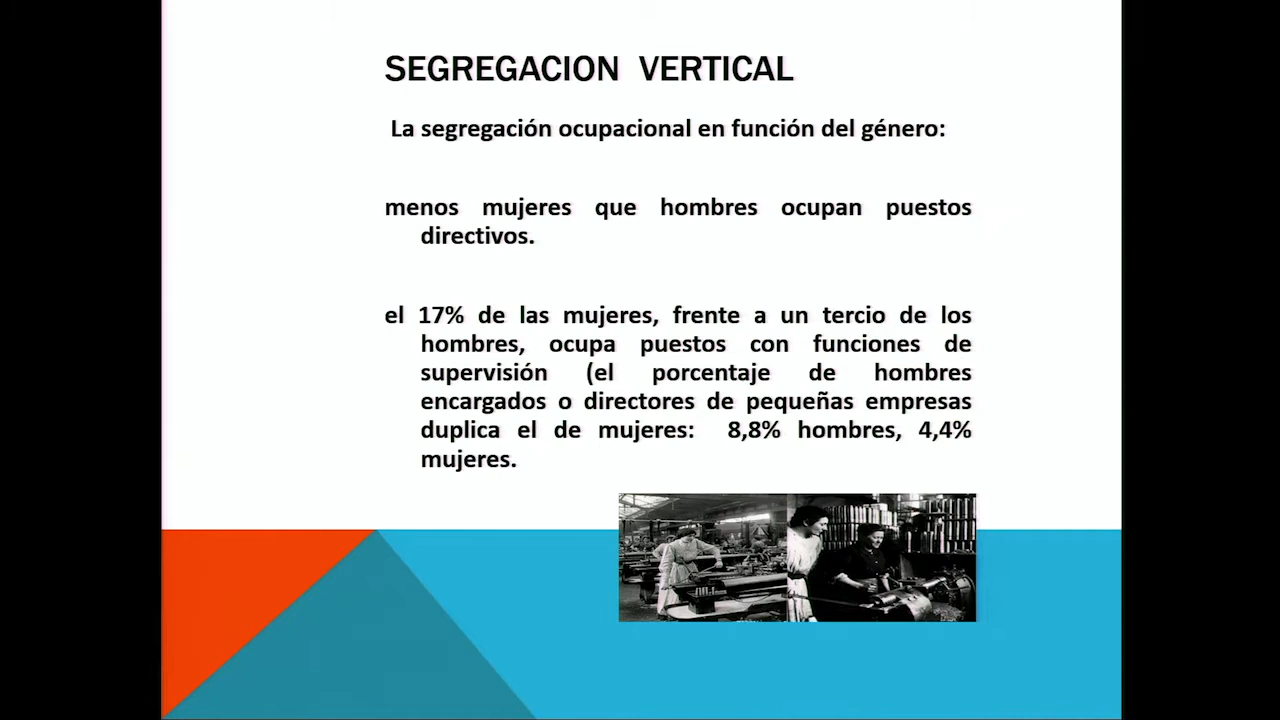 SEGREGACION VERTICAL
La segregación ocupacional en función del género:
menos mujeres que hombres ocupan puestos
directivos.
el 17% de las mujeres, frente a un tercio de los
hombres, ocupa puestos con funciones de
supervisión (el porcentaje de hombres
encargados o directores de pequeñas empresas
duplica el de mujeres: 8,8% hombres, 4,4%
mujeres.